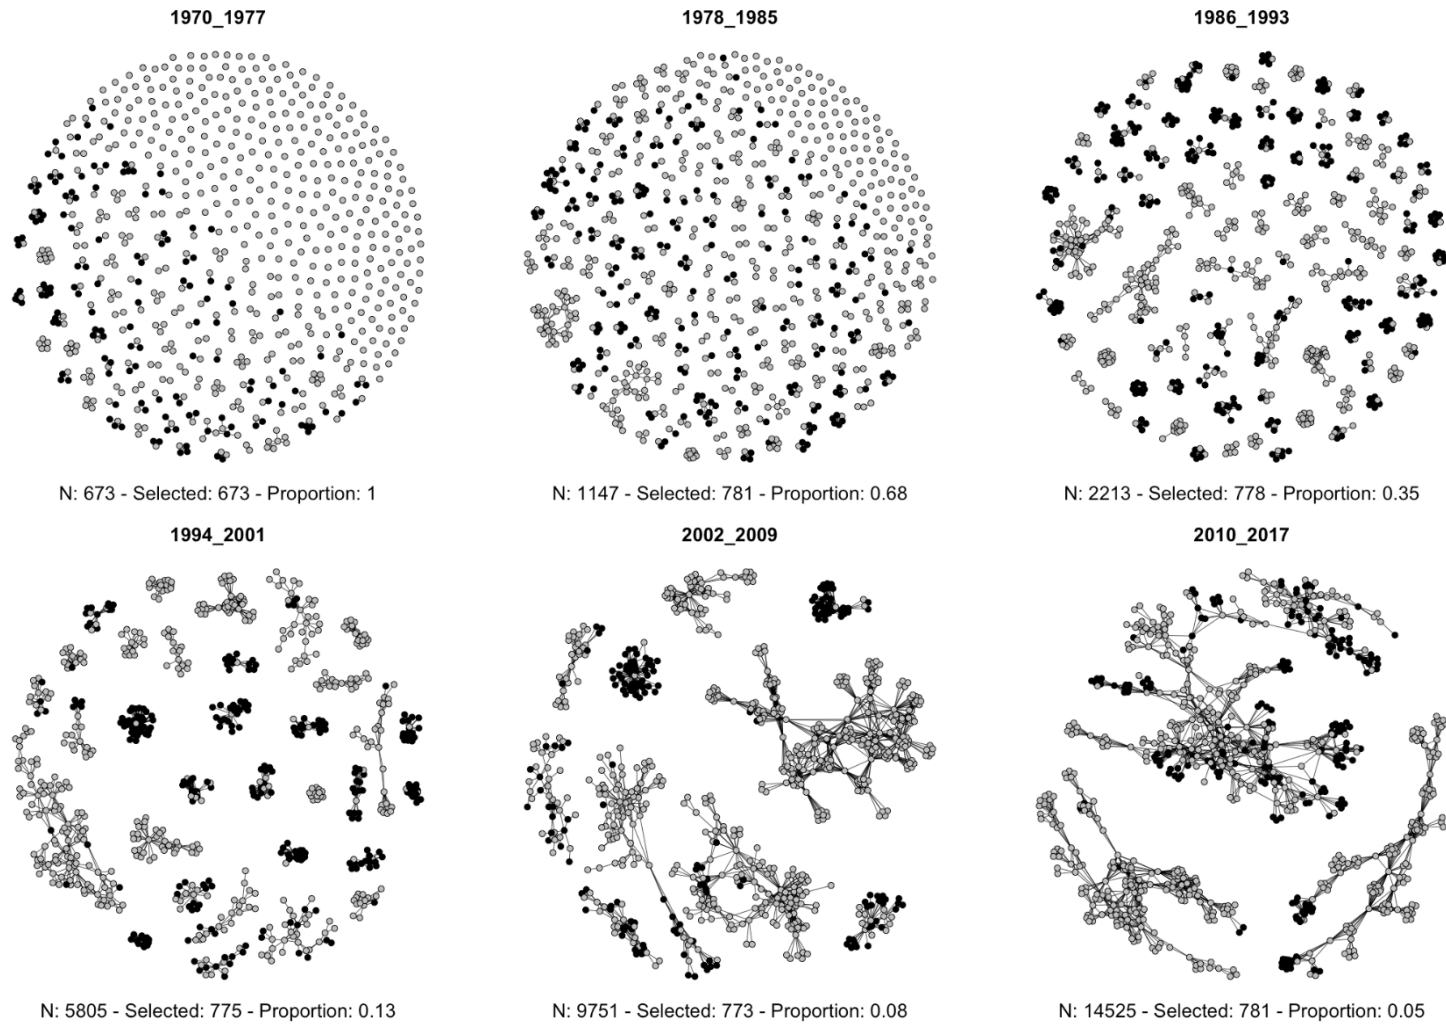 1970_1977
1978_1985
1986_1993
N: 673 - Selected: 673 - Proportion: 1
N: 1147 - Selected: 781 - Proportion: 0.68
N: 2213 - Selected: 778 - Proportion: 0.35
1994_2001
2002_2009
2010_2017
N: 5805 - Selected: 775 - Proportion: 0.13
N: 9751 - Selected: 773 - Proportion: 0.08
N: 14525 - Selected: 781 - Proportion: 0.05